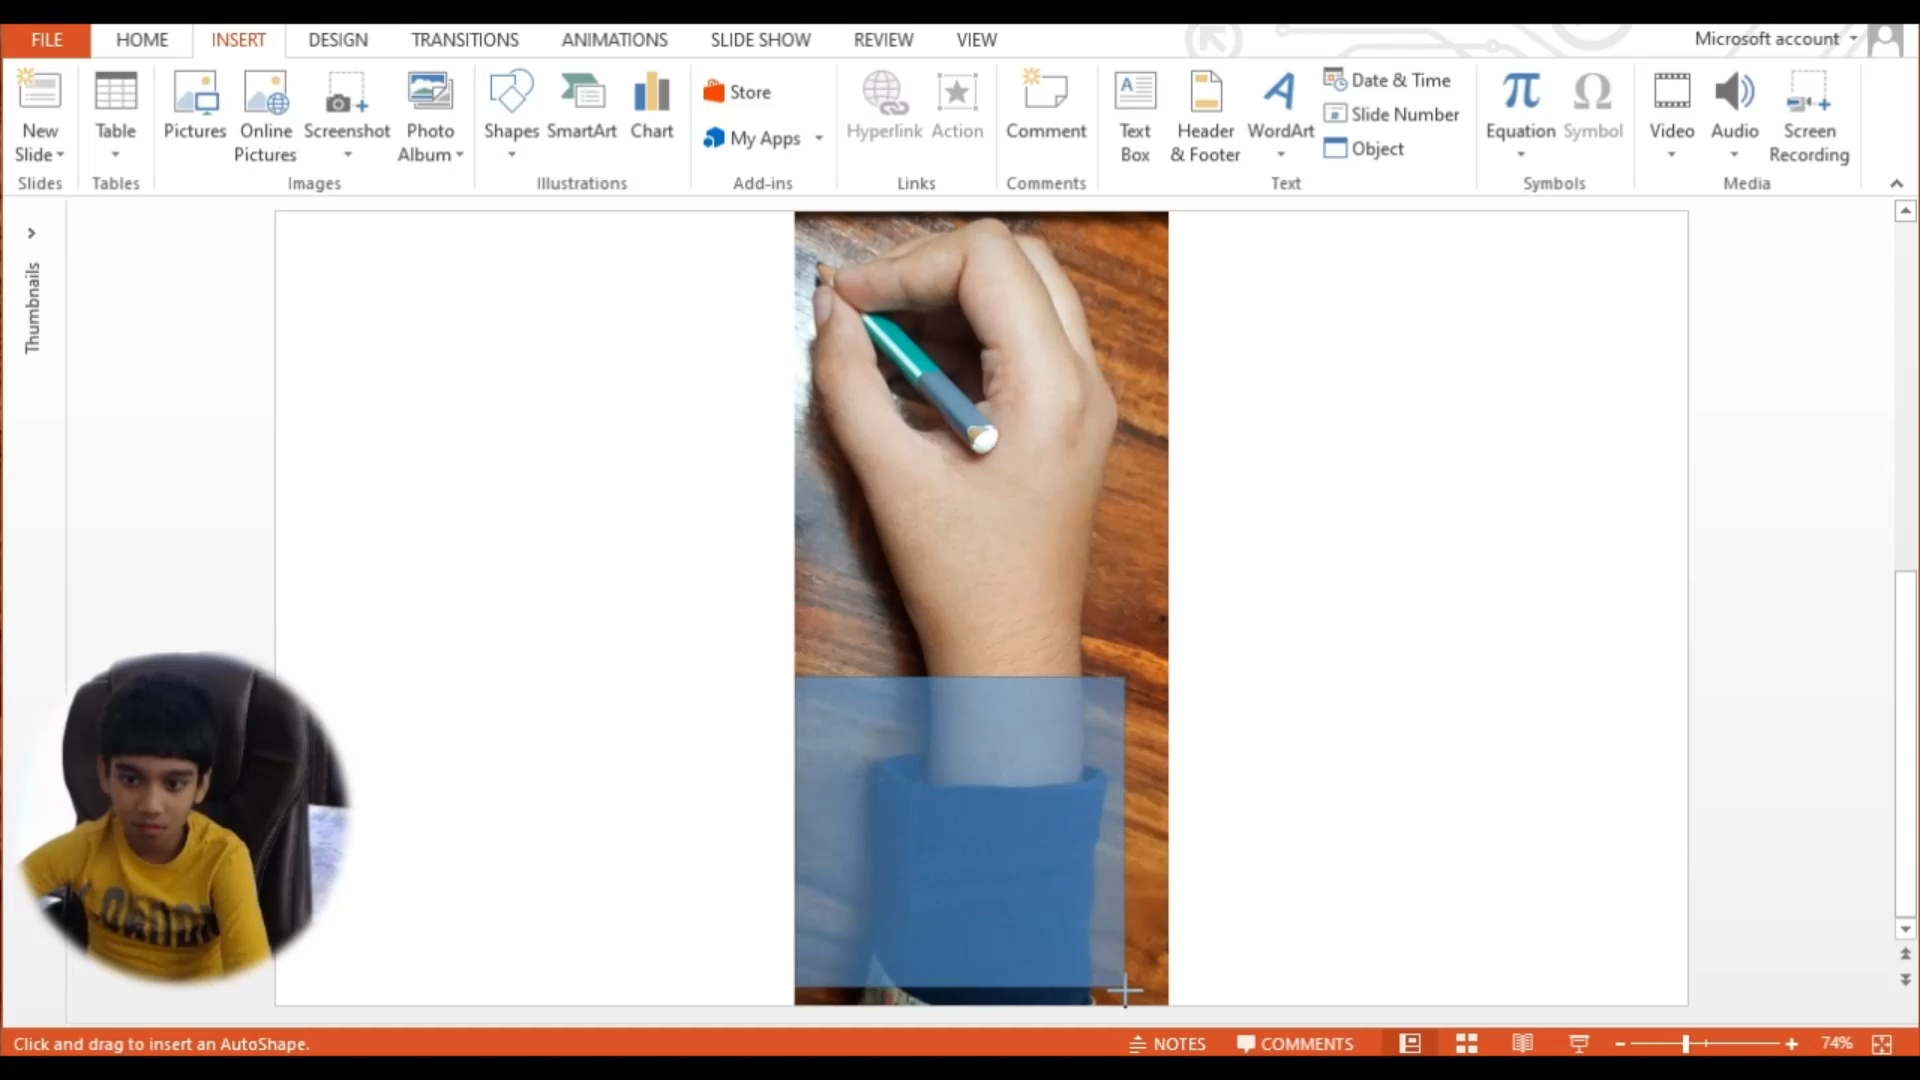 FILE HOME INSERT DESIGN TRANSITIONS ANIMATIONS SLIDE SHOW REVIEW VIEW Microsoft account
New Slide
Table
Pictures
Online Pictures
Screenshot
Photo Album
Shapes
SmartArt
Chart
Store
My Apps
Hyperlink
Action
Comment
Text Box
Header & Footer
WordArt
Date & Time
Slide Number
Object
Equation
Symbol
Video
Audio
Screen Recording
Slides Tables Images Illustrations Add-ins Links Comments Text Symbols Media
Thumbnails
Click and drag to insert an AutoShape. NOTES COMMENTS 74%